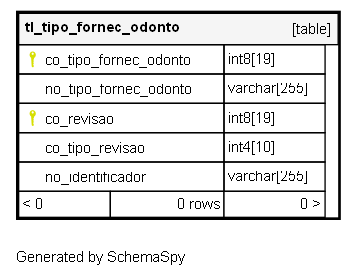 tl_tipo_fornec_odonto [table]
co_tipo_fornec_odonto int8[19]
no_tipo_fornec_odonto varchar[255]
co_revisao int8[19]
co_tipo_revisao int4[10]
no_identificador varchar[255]
< 0 0 rows 0 >
Generated by SchemaSpy